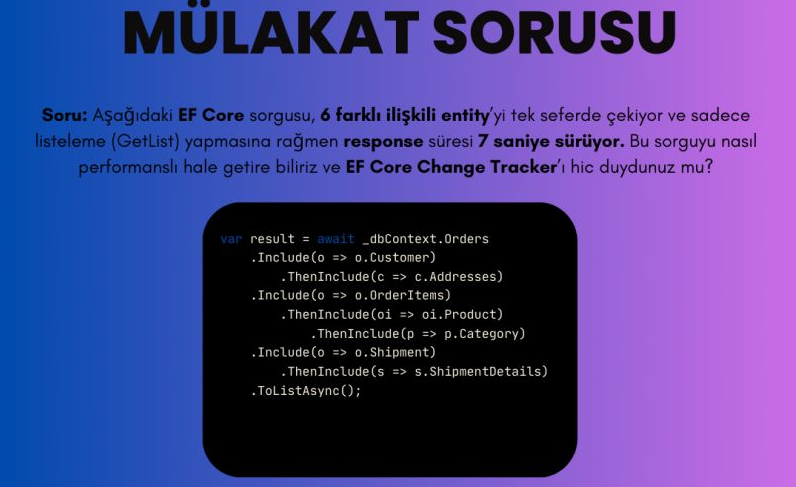 MÜLAKAT SORUSU
Soru: Aşağıdaki EF Core sorgusu, 6 farklı ilişkili entity'yi tek seferde çekiyor ve sadece
listeleme (GetList) yapmasına rağmen response süresi 7 saniye sürüyor. Bu sorguyu nasıl
performanslı hale getire biliriz ve EF Core Change Tracker'ı hic duydunuz mu?
var result = await _dbContext.Orders
    .Include(o => o.Customer)
        .ThenInclude(c => c.Addresses)
    .Include(o => o.OrderItems)
        .ThenInclude(oi => oi.Product)
            .ThenInclude(p => p.Category)
    .Include(o => o.Shipment)
        .ThenInclude(s => s.ShipmentDetails)
    .ToListAsync();